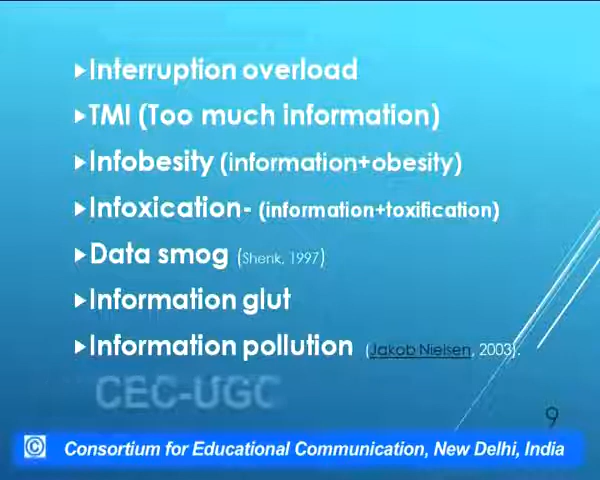 ▸Interruption overload
▸TMI (Too much information)
▸Infobesity (information+obesity)
▸Infoxication- (information+toxification)
▸Data smog (Shenk, 1997)
▸Information glut
▸Information pollution (Jakob Nielsen, 2003).
CEC-UGC
9
© Consortium for Educational Communication, New Delhi, India